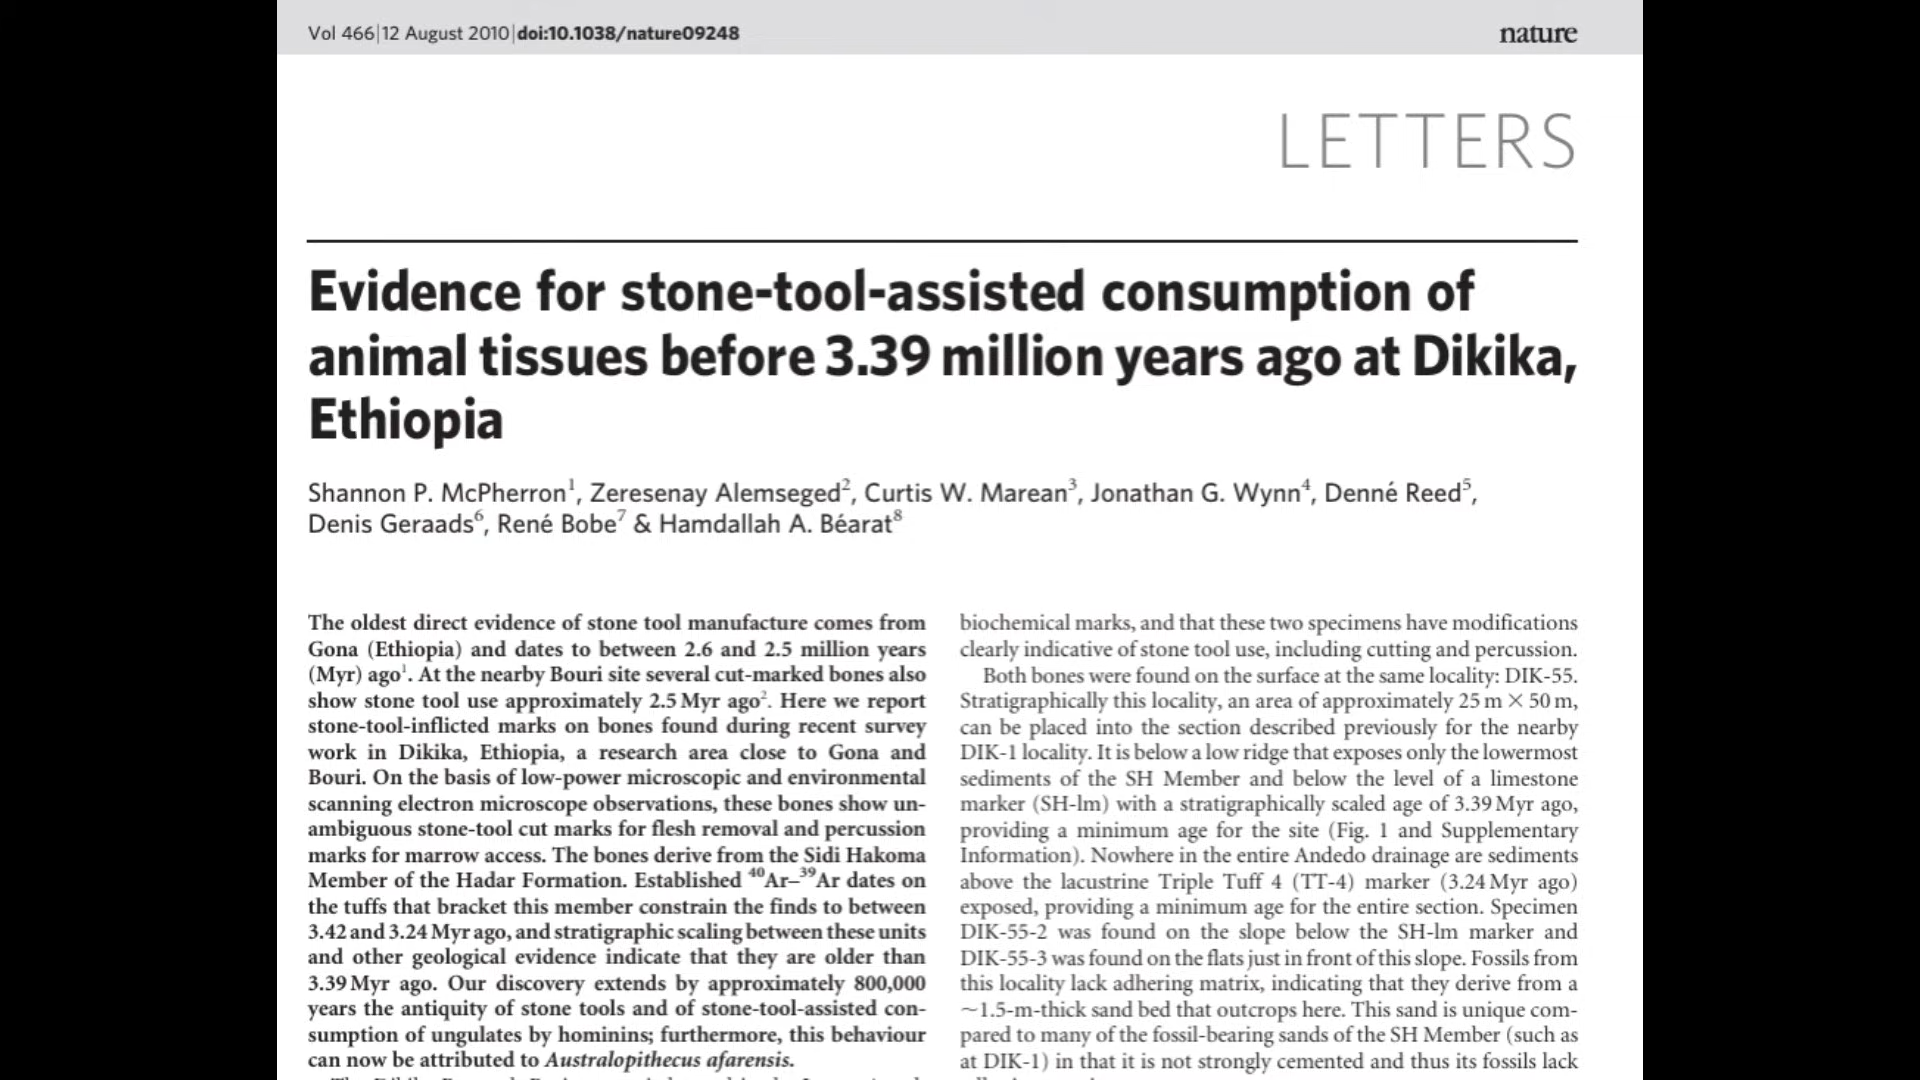 Vol 466|12 August 2010|doi:10.1038/nature09248
nature
LETTERS
Evidence for stone-tool-assisted consumption of
animal tissues before 3.39 million years ago at Dikika,
Ethiopia
Shannon P. McPherron1, Zeresenay Alemseged2, Curtis W. Marean3, Jonathan G. Wynn4, Denné Reed5,
Denis Geraads6, René Bobe7 & Hamdallah A. Béarat8
The oldest direct evidence of stone tool manufacture comes from
Gona (Ethiopia) and dates to between 2.6 and 2.5 million years
(Myr) ago1. At the nearby Bouri site several cut-marked bones also
show stone tool use approximately 2.5 Myr ago2. Here we report
stone-tool-inflicted marks on bones found during recent survey
work in Dikika, Ethiopia, a research area close to Gona and
Bouri. On the basis of low-power microscopic and environmental
scanning electron microscope observations, these bones show un-
ambiguous stone-tool cut marks for flesh removal and percussion
marks for marrow access. The bones derive from the Sidi Hakoma
Member of the Hadar Formation. Established 40Ar–39Ar dates on
the tuffs that bracket this member constrain the finds to between
3.42 and 3.24 Myr ago, and stratigraphic scaling between these units
and other geological evidence indicate that they are older than
3.39 Myr ago. Our discovery extends by approximately 800,000
years the antiquity of stone tools and of stone-tool-assisted con-
sumption of ungulates by hominins; furthermore, this behaviour
can now be attributed to Australopithecus afarensis.
biochemical marks, and that these two specimens have modifications
clearly indicative of stone tool use, including cutting and percussion.
Both bones were found on the surface at the same locality: DIK-55.
Stratigraphically this locality, an area of approximately 25 m × 50 m,
can be placed into the section described previously for the nearby
DIK-1 locality. It is below a low ridge that exposes only the lowermost
sediments of the SH Member and below the level of a limestone
marker (SH-lm) with a stratigraphically scaled age of 3.39 Myr ago,
providing a minimum age for the site (Fig. 1 and Supplementary
Information). Nowhere in the entire Andedo drainage are sediments
above the lacustrine Triple Tuff 4 (TT-4) marker (3.24 Myr ago)
exposed, providing a minimum age for the entire section. Specimen
DIK-55-2 was found on the slope below the SH-lm marker and
DIK-55-3 was found on the flats just in front of this slope. Fossils from
this locality lack adhering matrix, indicating that they derive from a
~1.5-m-thick sand bed that outcrops here. This sand is unique com-
pared to many of the fossil-bearing sands of the SH Member (such as
at DIK-1) in that it is not strongly cemented and thus its fossils lack